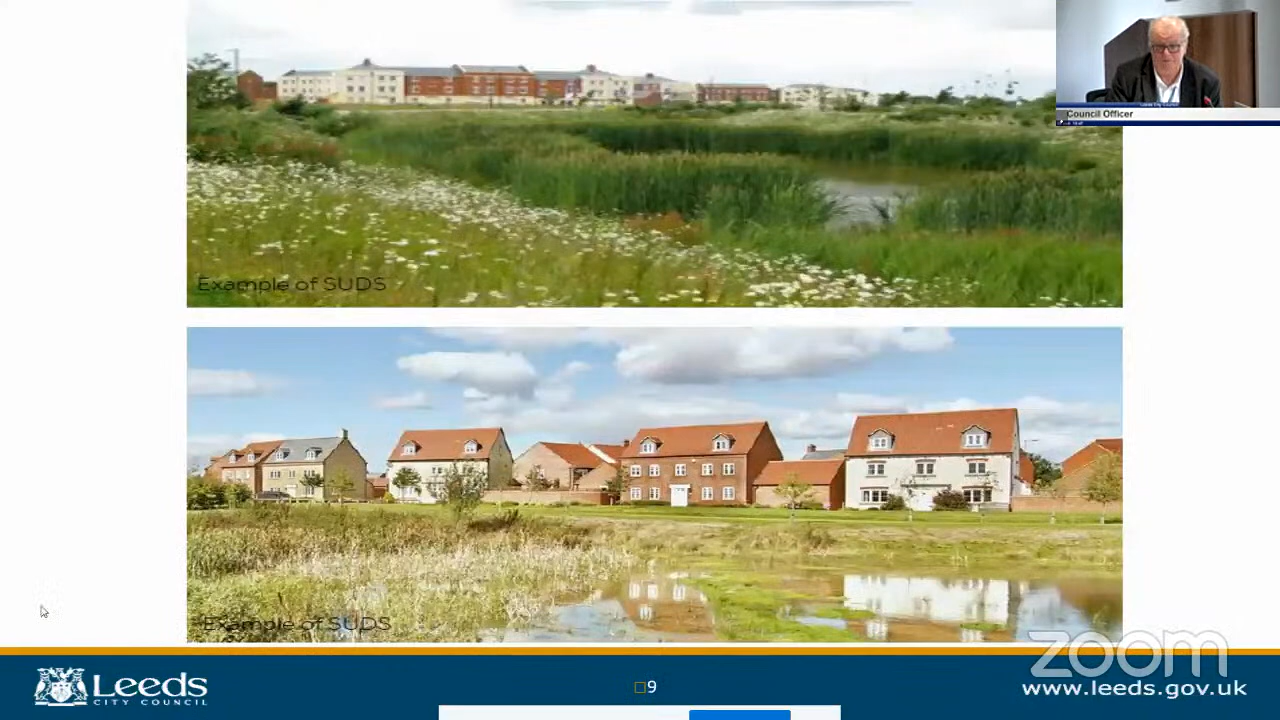 Council Officer
Example of SUDS
Example of SUDS
zoom
Leeds
CITY COUNCIL
9
www.leeds.gov.uk